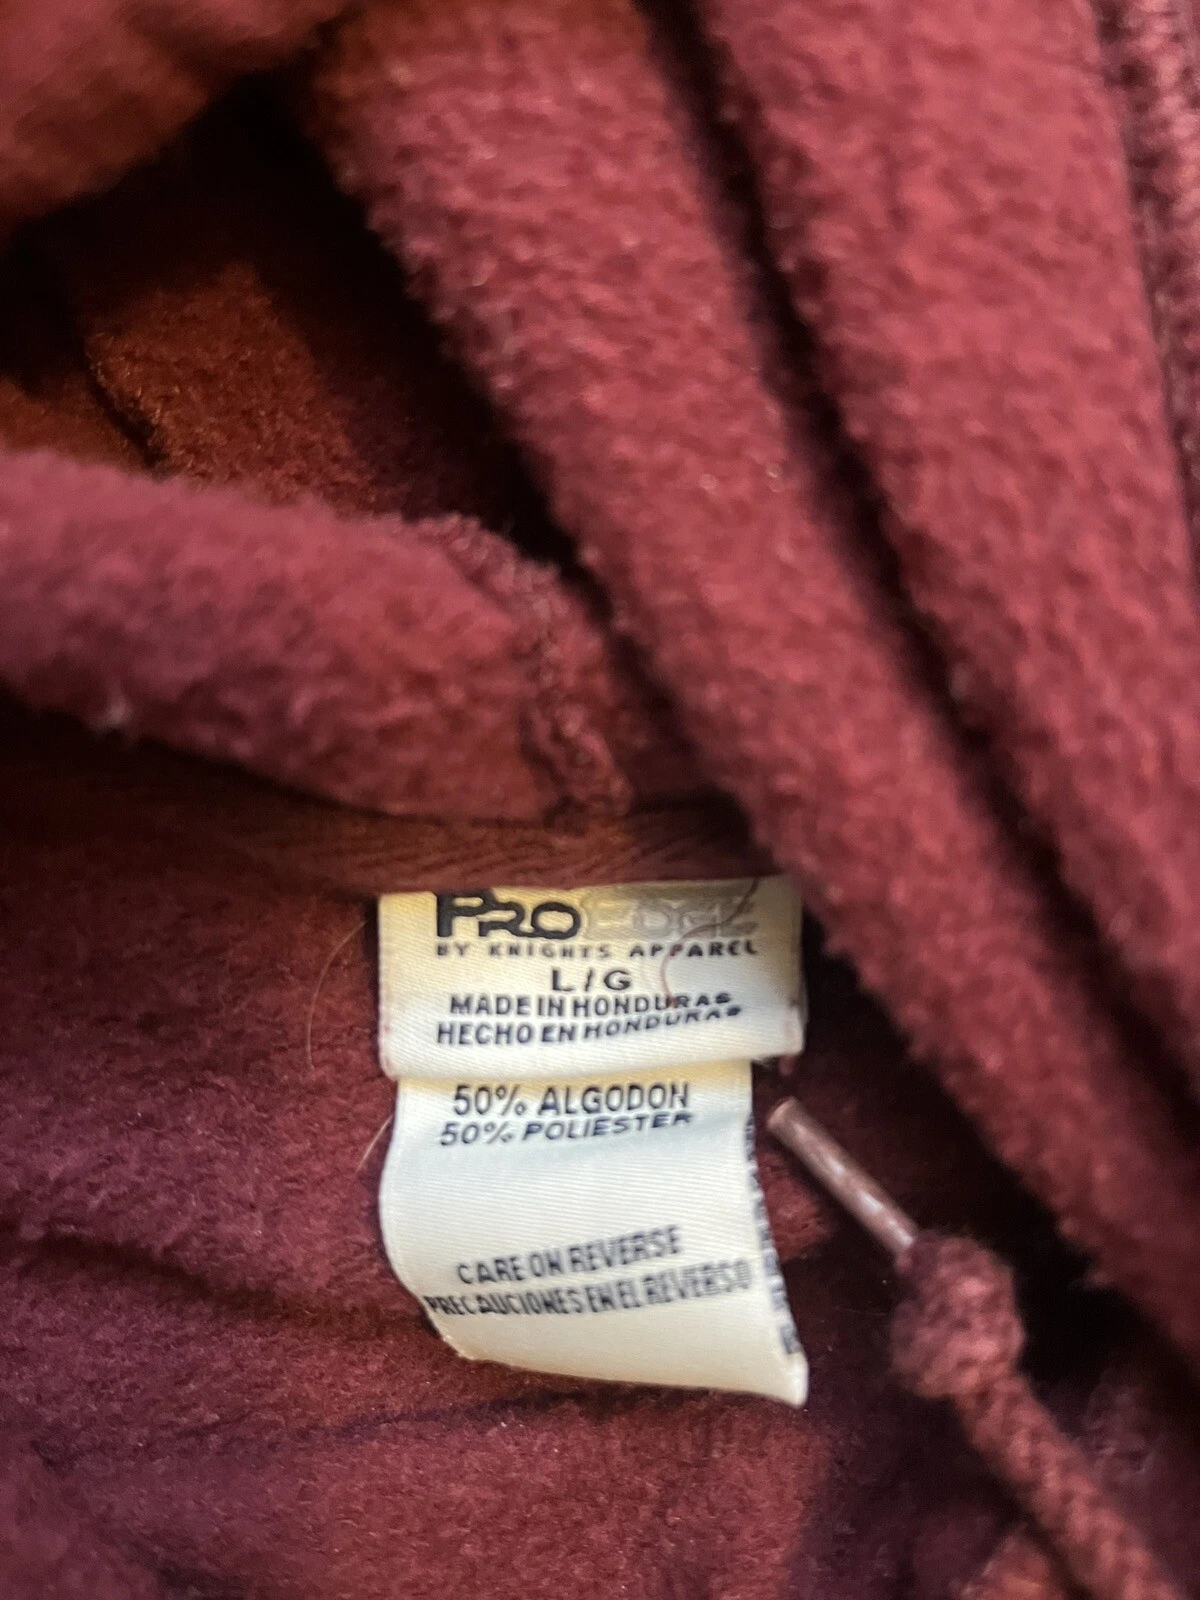 PRO EDGE
BY KNIGHTS APPAREL
L/G
MADE IN HONDURAS
HECHO EN HONDURAS
50% ALGODON
50% POLIESTER
CARE ON REVERSE
PRECAUCIONES EN EL REVERSO